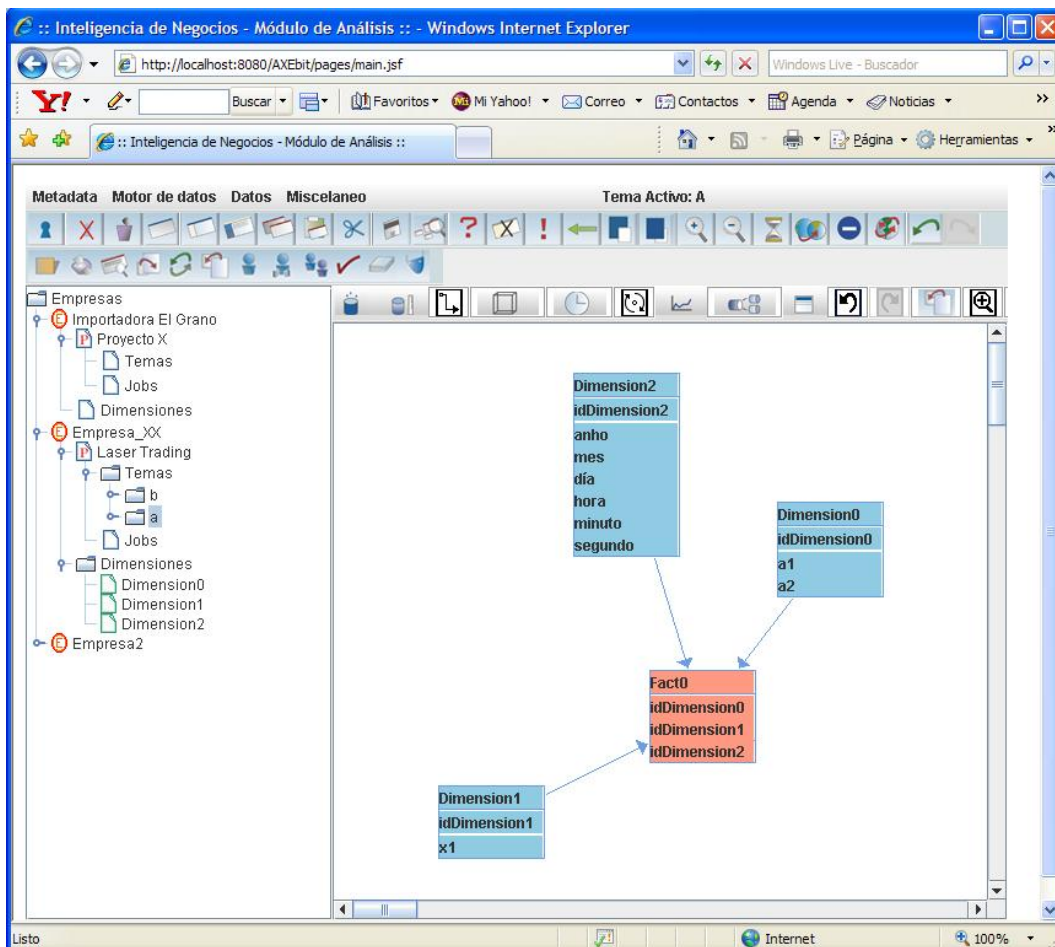 :: Inteligencia de Negocios - Módulo de Análisis :: - Windows Internet Explorer
http://localhost:8080/AXEbit/pages/main.jsf
Windows Live - Buscador
Y! Buscar Favoritos Mi Yahoo! Correo Contactos Agenda Noticias
:: Inteligencia de Negocios - Módulo de Análisis ::
Página Herramientas
Metadata Motor de datos Datos Miscelaneo Tema Activo: A
Empresas
Importadora El Grano
Proyecto X
Temas
Jobs
Dimensiones
Empresa_XX
Laser Trading
Temas
b
a
Jobs
Dimensiones
Dimension0
Dimension1
Dimension2
Empresa2
Dimension2
idDimension2
anho
mes
día
hora
minuto
segundo
Dimension0
idDimension0
a1
a2
Fact0
idDimension0
idDimension1
idDimension2
Dimension1
idDimension1
x1
Listo Internet 100%